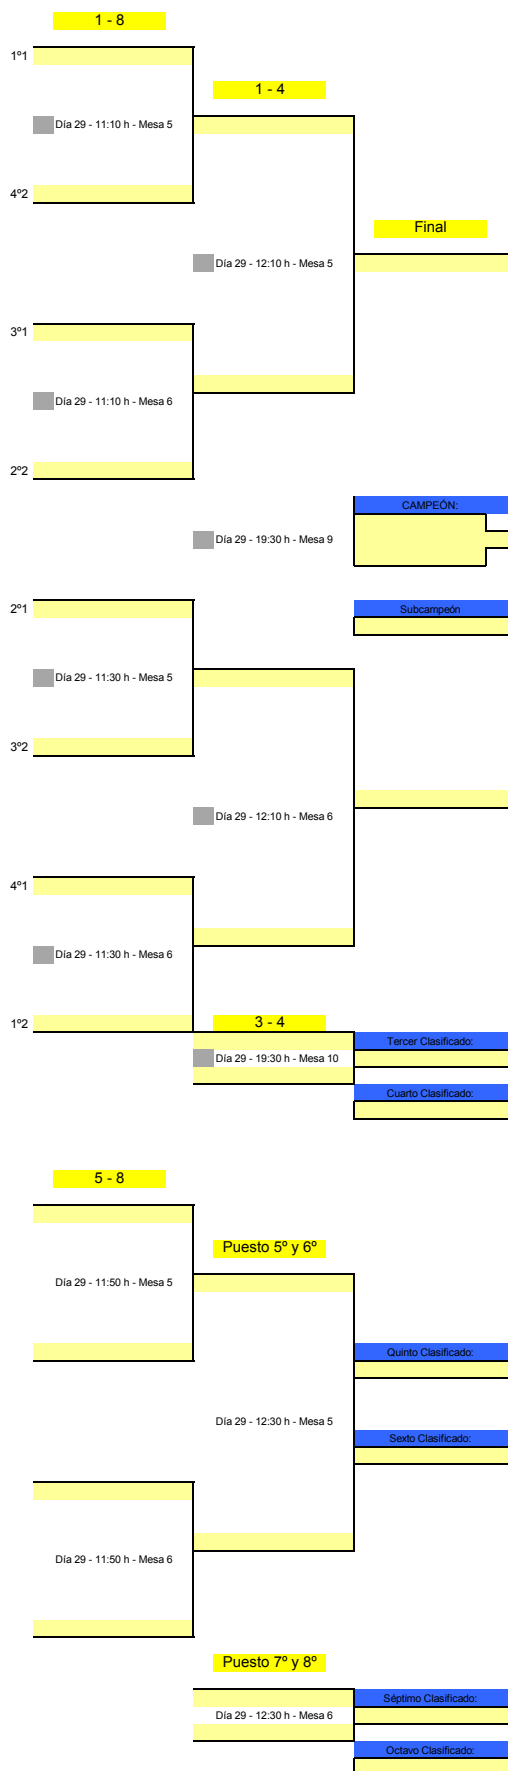 1 - 8
1º1
1 - 4
Día 29 - 11:10 h - Mesa 5
4º2
Final
Día 29 - 12:10 h - Mesa 5
3º1
Día 29 - 11:10 h - Mesa 6
2º2
CAMPEÓN:
Día 29 - 19:30 h - Mesa 9
2º1
Subcampeón
Día 29 - 11:30 h - Mesa 5
3º2
Día 29 - 12:10 h - Mesa 6
4º1
Día 29 - 11:30 h - Mesa 6
1º2
3 - 4
Tercer Clasificado:
Día 29 - 19:30 h - Mesa 10
Cuarto Clasificado:
5 - 8
Puesto 5º y 6º
Día 29 - 11:50 h - Mesa 5
Quinto Clasificado:
Día 29 - 12:30 h - Mesa 5
Sexto Clasificado:
Día 29 - 11:50 h - Mesa 6
Puesto 7º y 8º
Séptimo Clasificado:
Día 29 - 12:30 h - Mesa 6
Octavo Clasificado: